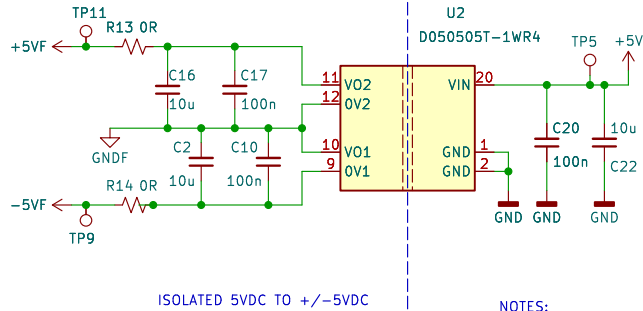 TP11
U2
R13 0R
D050505T-1WR4
TP5
+5V
+5VF
C16
C17
11
VO2
VIN
20
10u
100n
12
0V2
C20
10u
GNDF
C2
C10
10
VO1
GND
1
100n
C22
10u
100n
9
0V1
GND
2
R14 0R
-5VF
GND
GND
GND
TP9
ISOLATED 5VDC TO +/-5VDC
NOTES: